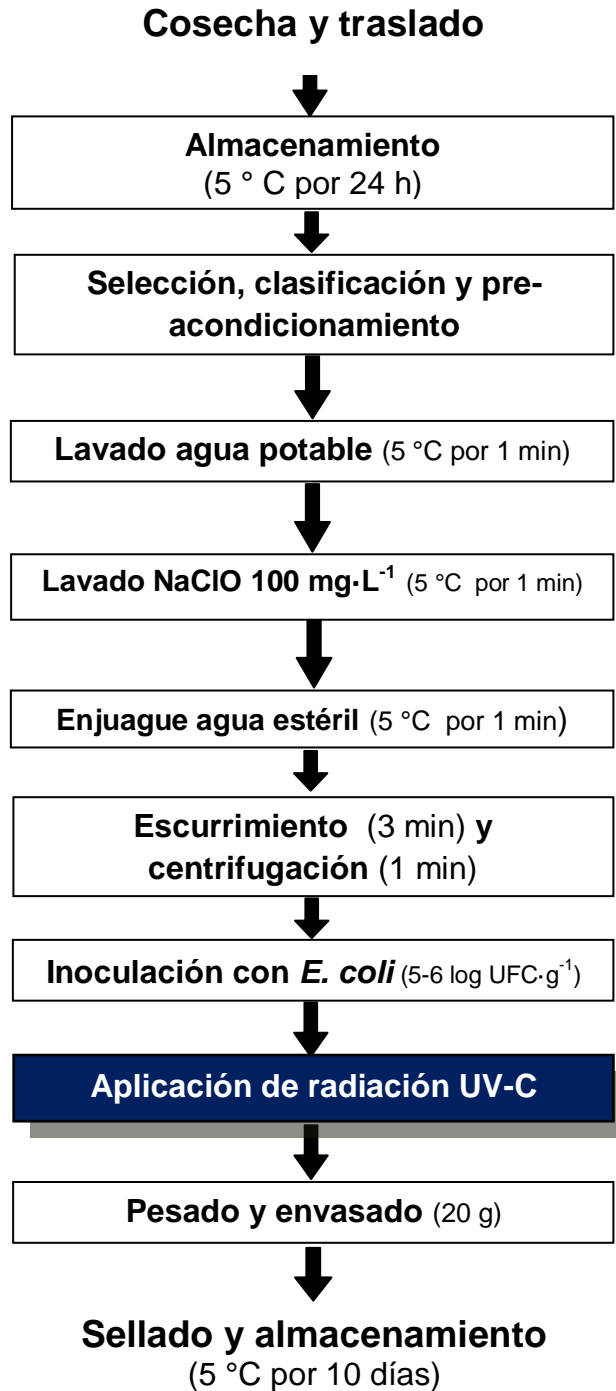 Cosecha y traslado
Almacenamiento
(5 ° C por 24 h)
Selección, clasificación y pre-
acondicionamiento
Lavado agua potable (5 °C por 1 min)
Lavado NaClO 100 mg·L⁻¹ (5 °C por 1 min)
Enjuague agua estéril (5 °C por 1 min)
Escurrimiento (3 min) y
centrifugación (1 min)
Inoculación con E. coli (5-6 log UFC·g⁻¹)
Aplicación de radiación UV-C
Pesado y envasado (20 g)
Sellado y almacenamiento
(5 °C por 10 días)